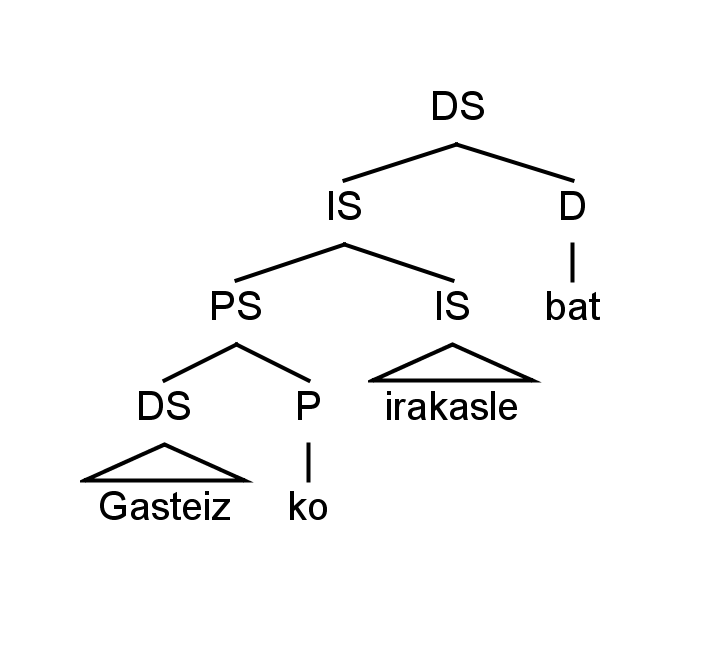 DS
IS D
PS IS bat
DS P irakasle
Gasteiz ko